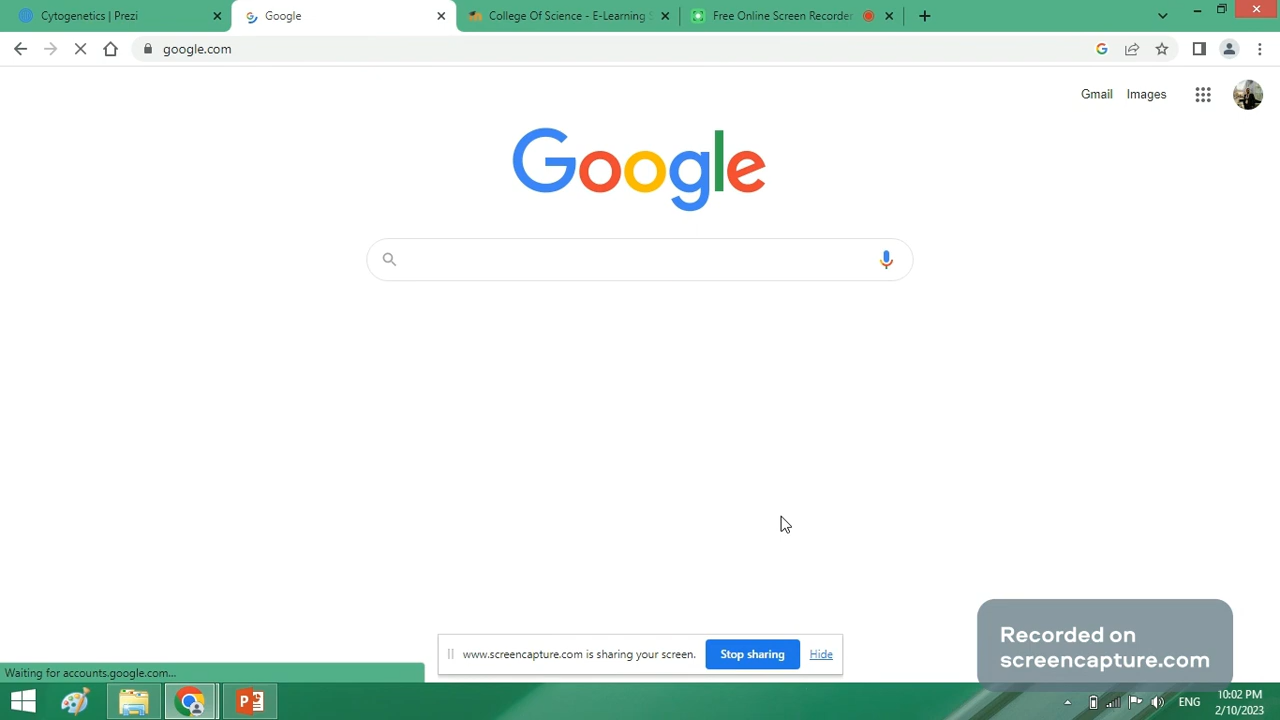 Cytogenetics | Prezi
Google
College Of Science - E-Learning
Free Online Screen Recorder
google.com
Gmail
Images
Google
www.screencapture.com is sharing your screen.
Stop sharing
Hide
Recorded on
screencapture.com
Waiting for accounts.google.com...
ENG
10:02 PM
2/10/2023